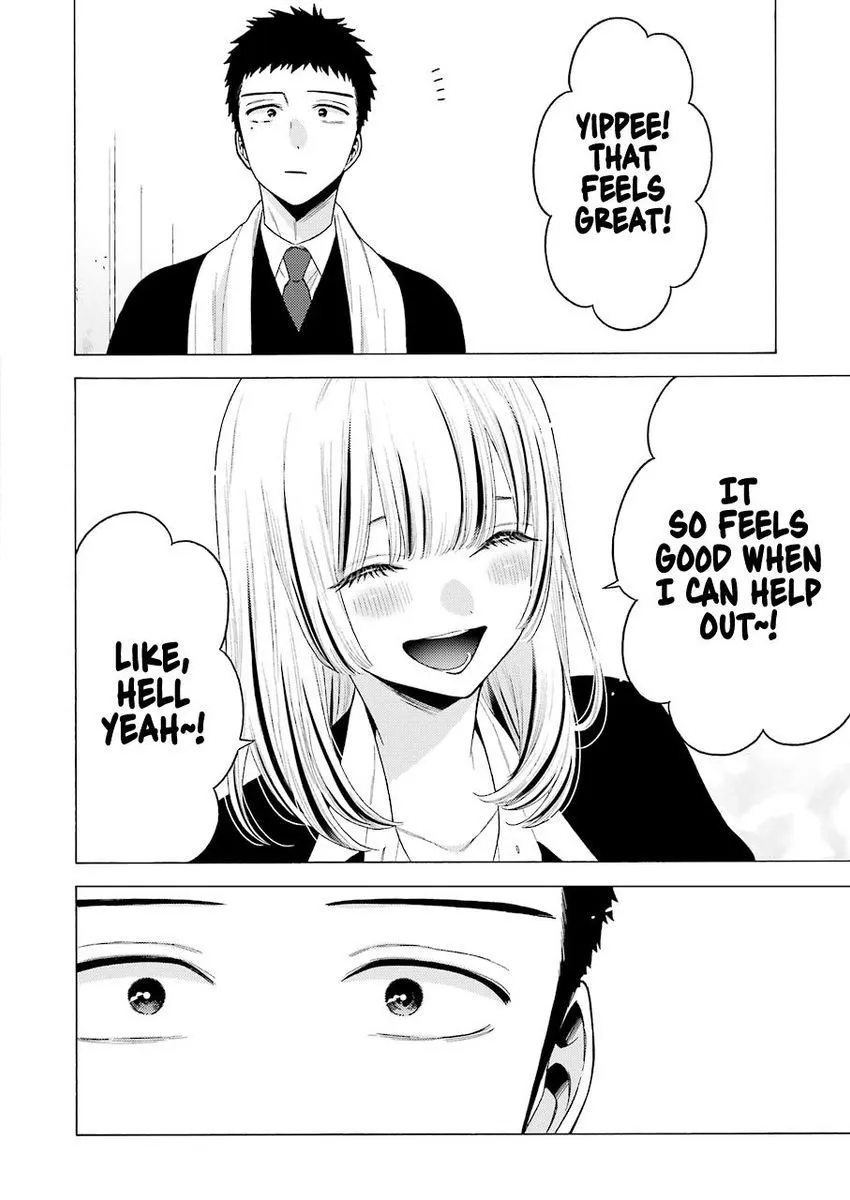 YIPPEE!
THAT
FEELS
GREAT!
IT
SO FEELS
GOOD WHEN
I CAN HELP
OUT~!
LIKE,
HELL
YEAH~!